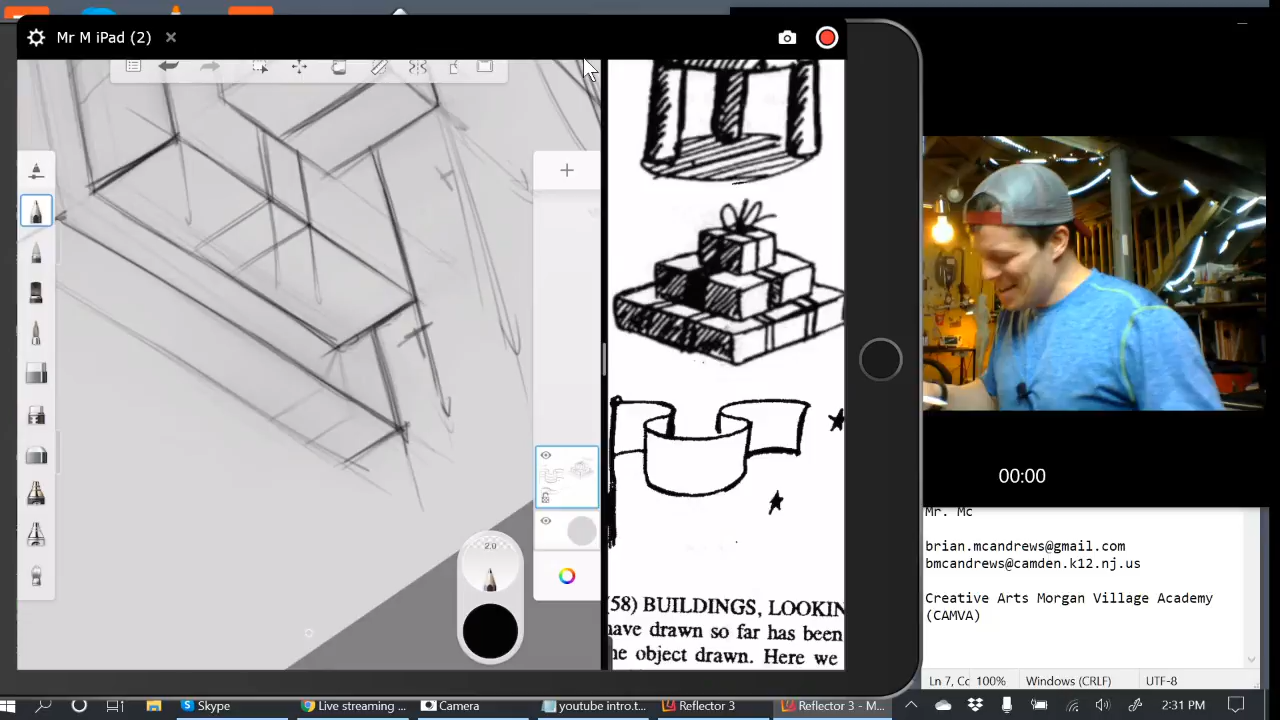 Mr M iPad (2)
2.0
(58) BUILDINGS, LOOKIN
have drawn so far has been
he object drawn. Here we
00:00
Mr. Mc
brian.mcandrews@gmail.com
bmcandrews@camden.k12.nj.us
Creative Arts Morgan Village Academy
(CAMVA)
Ln 7, Cc 100% Windows (CRLF) UTF-8
Skype Live streaming ... Camera youtube intro.t... Reflector 3 Reflector 3 - M... 2:31 PM